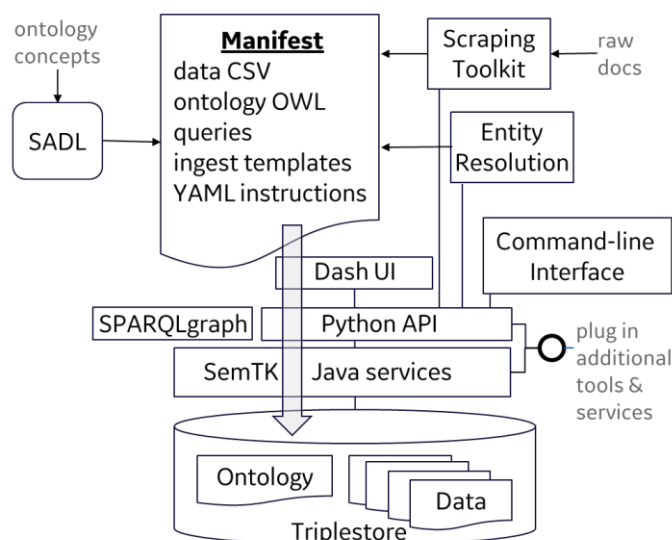 ontology
concepts
SADL
Manifest
data CSV
ontology OWL
queries
ingest templates
YAML instructions
Scraping
Toolkit
raw
docs
Entity
Resolution
Command-line
Interface
Dash UI
SPARQLgraph
Python API
SemTK Java services
plug in
additional
tools &
services
Ontology
Data
Triplestore